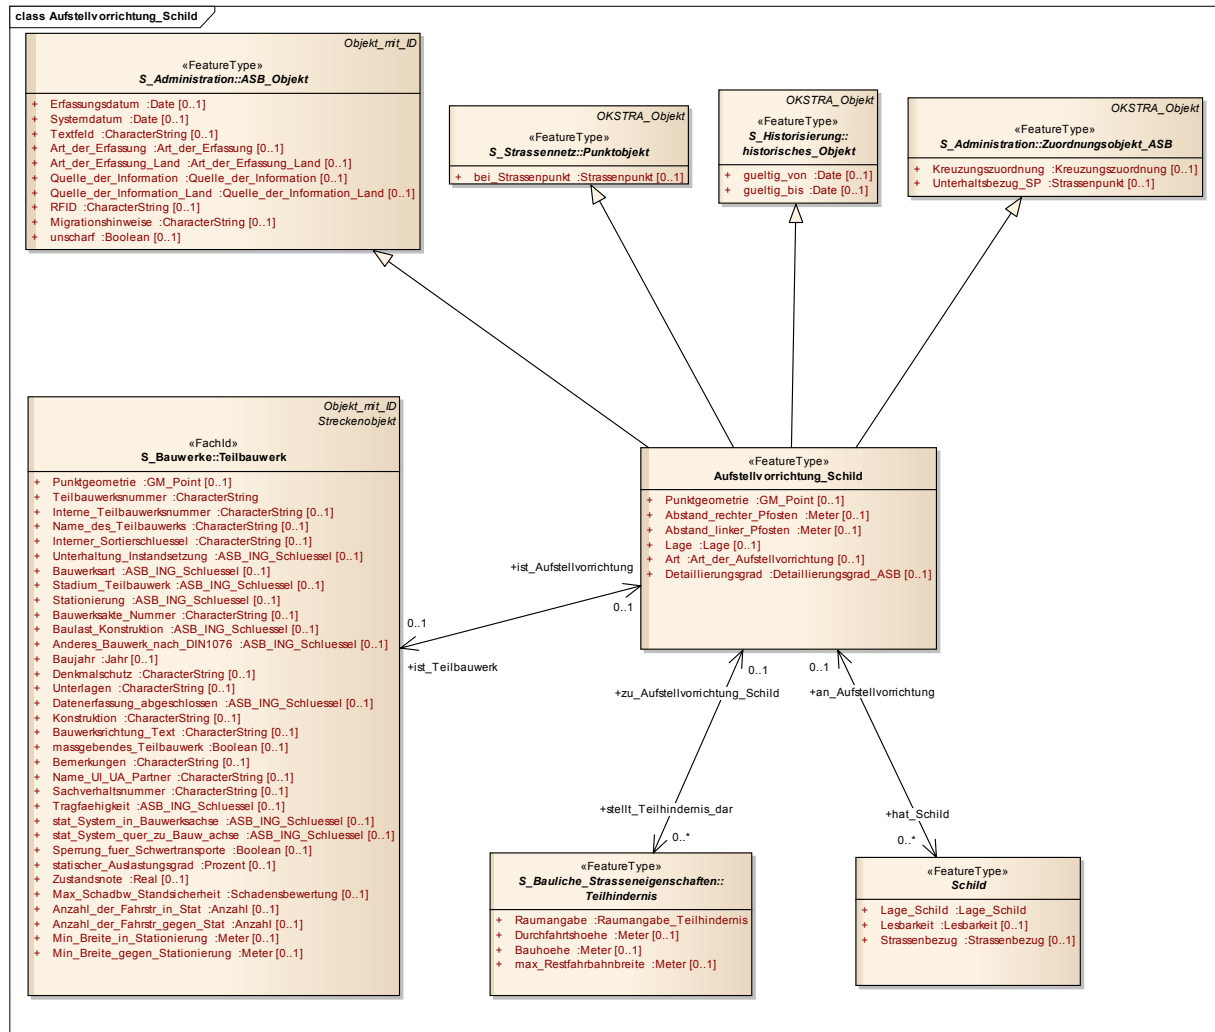 class Aufstellvorrichtung_Schild
Objekt_mit_ID
«FeatureType»
S_Administration::ASB_Objekt
+ Erfassungsdatum :Date [0..1]
+ Systemdatum :Date [0..1]
+ Textfeld :CharacterString [0..1]
+ Art_der_Erfassung :Art_der_Erfassung [0..1]
+ Art_der_Erfassung_Land :Art_der_Erfassung_Land [0..1]
+ Quelle_der_Information :Quelle_der_Information [0..1]
+ Quelle_der_Information_Land :Quelle_der_Information_Land [0..1]
+ RFID :CharacterString [0..1]
+ Migrationshinweise :CharacterString [0..1]
+ unscharf :Boolean [0..1]
OKSTRA_Objekt
«FeatureType»
S_Strassennetz::Punktobjekt
+ bei_Strassenpunkt :Strassenpunkt [0..1]
OKSTRA_Objekt
«FeatureType»
S_Historisierung::
historisches_Objekt
+ gueltig_von :Date [0..1]
+ gueltig_bis :Date [0..1]
OKSTRA_Objekt
«FeatureType»
S_Administration::Zuordnungsobjekt_ASB
+ Kreuzungszuordnung :Kreuzungszuordnung [0..1]
+ Unterhaltsbezug_SP :Strassenpunkt [0..1]
Objekt_mit_ID
Streckenobjekt
«FachId»
S_Bauwerke::Teilbauwerk
+ Punktgeometrie :GM_Point [0..1]
+ Teilbauwerksnummer :CharacterString
+ Interne_Teilbauwerksnummer :CharacterString [0..1]
+ Name_des_Teilbauwerks :CharacterString [0..1]
+ Interner_Sortierschluessel :CharacterString [0..1]
+ Unterhaltung_Instandsetzung :ASB_ING_Schluessel [0..1]
+ Bauwerksart :ASB_ING_Schluessel [0..1]
+ Stadium_Teilbauwerk :ASB_ING_Schluessel [0..1]
+ Stationierung :ASB_ING_Schluessel [0..1]
+ Bauwerksakte_Nummer :CharacterString [0..1]
+ Baulast_Konstruktion :ASB_ING_Schluessel [0..1]
+ Anderes_Bauwerk_nach_DIN1076 :ASB_ING_Schluessel [0..1]
+ Baujahr :Jahr [0..1]
+ Denkmalschutz :CharacterString [0..1]
+ Unterlagen :CharacterString [0..1]
+ Datenerfassung_abgeschlossen :ASB_ING_Schluessel [0..1]
+ Konstruktion :CharacterString [0..1]
+ Bauwerksrichtung_Text :CharacterString [0..1]
+ massgebendes_Teilbauwerk :Boolean [0..1]
+ Bemerkungen :CharacterString [0..1]
+ Name_UI_UA_Partner :CharacterString [0..1]
+ Sachverhaltsnummer :CharacterString [0..1]
+ Tragfaehigkeit :ASB_ING_Schluessel [0..1]
+ stat_System_in_Bauwerksachse :ASB_ING_Schluessel [0..1]
+ stat_System_quer_zu_Bauw_achse :ASB_ING_Schluessel [0..1]
+ Sperrung_fuer_Schwertransporte :Boolean [0..1]
+ statischer_Auslastungsgrad :Prozent [0..1]
+ Zustandsnote :Real [0..1]
+ Max_Schadbw_Standsicherheit :Schadensbewertung [0..1]
+ Anzahl_der_Fahrstr_in_Stat :Anzahl [0..1]
+ Anzahl_der_Fahrstr_gegen_Stat :Anzahl [0..1]
+ Min_Breite_in_Stationierung :Meter [0..1]
+ Min_Breite_gegen_Stationierung :Meter [0..1]
«FeatureType»
Aufstellvorrichtung_Schild
+ Punktgeometrie :GM_Point [0..1]
+ Abstand_rechter_Pfosten :Meter [0..1]
+ Abstand_linker_Pfosten :Meter [0..1]
+ Lage :Lage [0..1]
+ Art :Art_der_Aufstellvorrichtung [0..1]
+ Detaillierungsgrad :Detaillierungsgrad_ASB [0..1]
+ist_Aufstellvorrichtung
0..1
0..1
+ist_Teilbauwerk
0..1
+zu_Aufstellvorrichtung_Schild
0..1
+an_Aufstellvorrichtung
+stellt_Teilhindernis_dar
0..*
+hat_Schild
0..*
«FeatureType»
S_Bauliche_Strasseneigenschaften::
Teilhindernis
+ Raumangabe :Raumangabe_Teilhindernis
+ Durchfahrtshoehe :Meter [0..1]
+ Bauhoehe :Meter [0..1]
+ max_Restfahrbahnbreite :Meter [0..1]
«FeatureType»
Schild
+ Lage_Schild :Lage_Schild
+ Lesbarkeit :Lesbarkeit [0..1]
+ Strassenbezug :Strassenbezug [0..1]